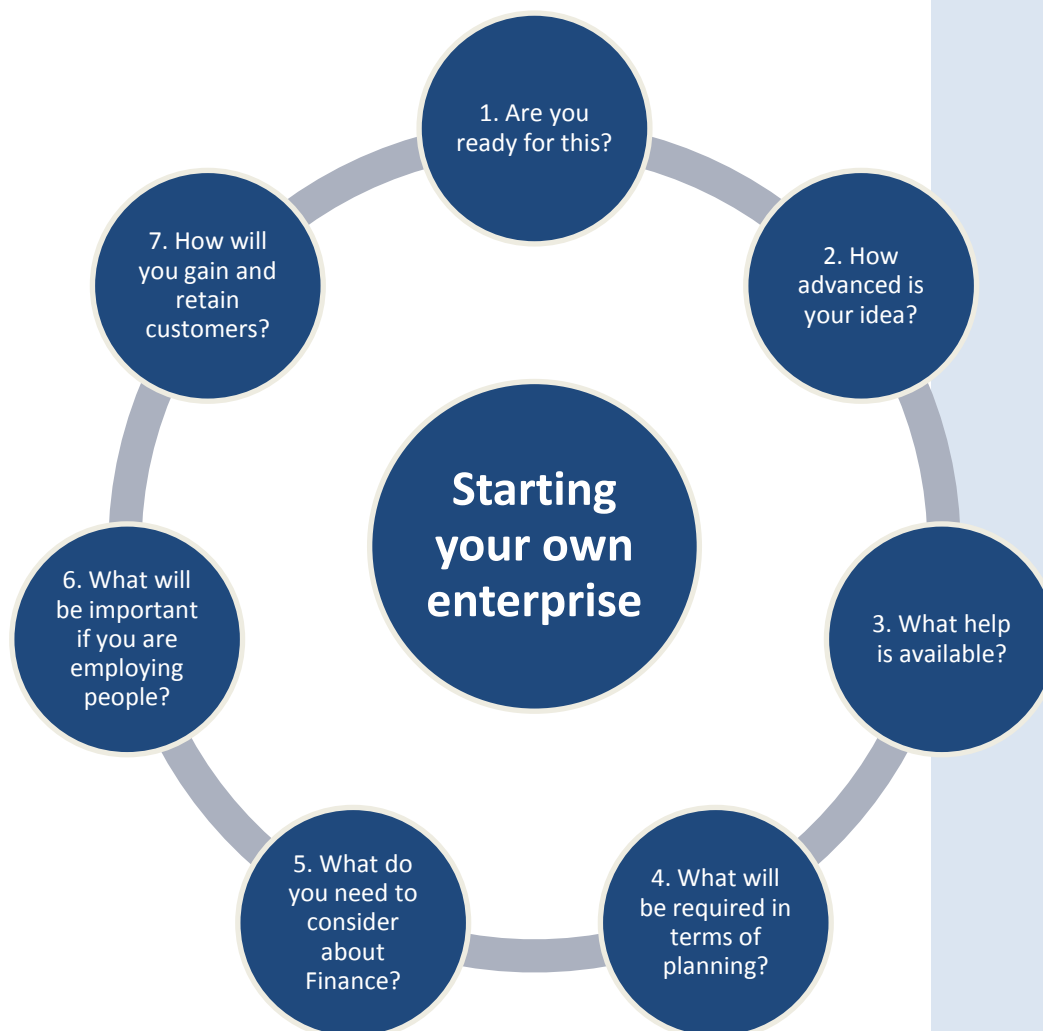 1. Are you
ready for this?
2. How
advanced is
your idea?
3. What help
is available?
4. What will
be required in
terms of
planning?
5. What do
you need to
consider
about
Finance?
6. What will
be important
if you are
employing
people?
7. How will
you gain and
retain
customers?
Starting
your own
enterprise